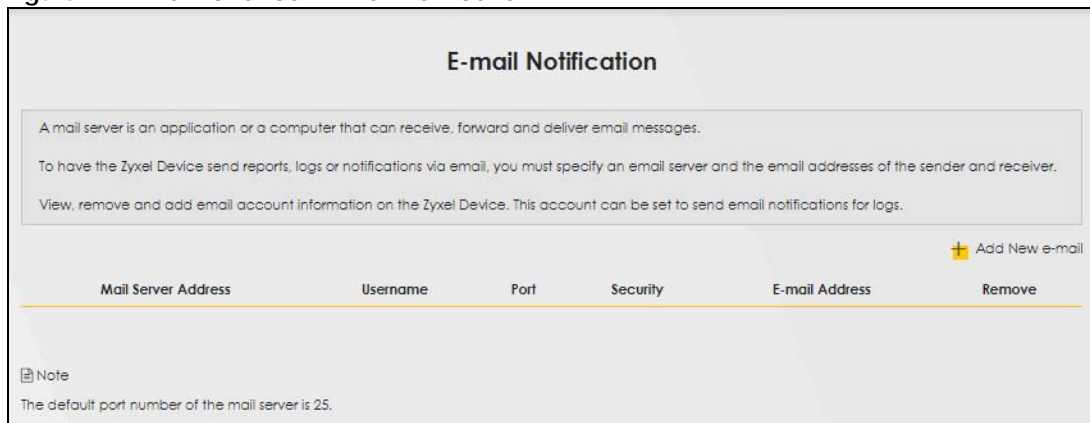 E-mail Notification
A mail server is an application or a computer that can receive, forward and deliver email messages.
To have the Zyxel Device send reports, logs or notifications via email, you must specify an email server and the email addresses of the sender and receiver.
View, remove and add email account information on the Zyxel Device. This account can be set to send email notifications for logs.
+ Add New e-mail
Mail Server Address Username Port Security E-mail Address Remove
Note
The default port number of the mail server is 25.